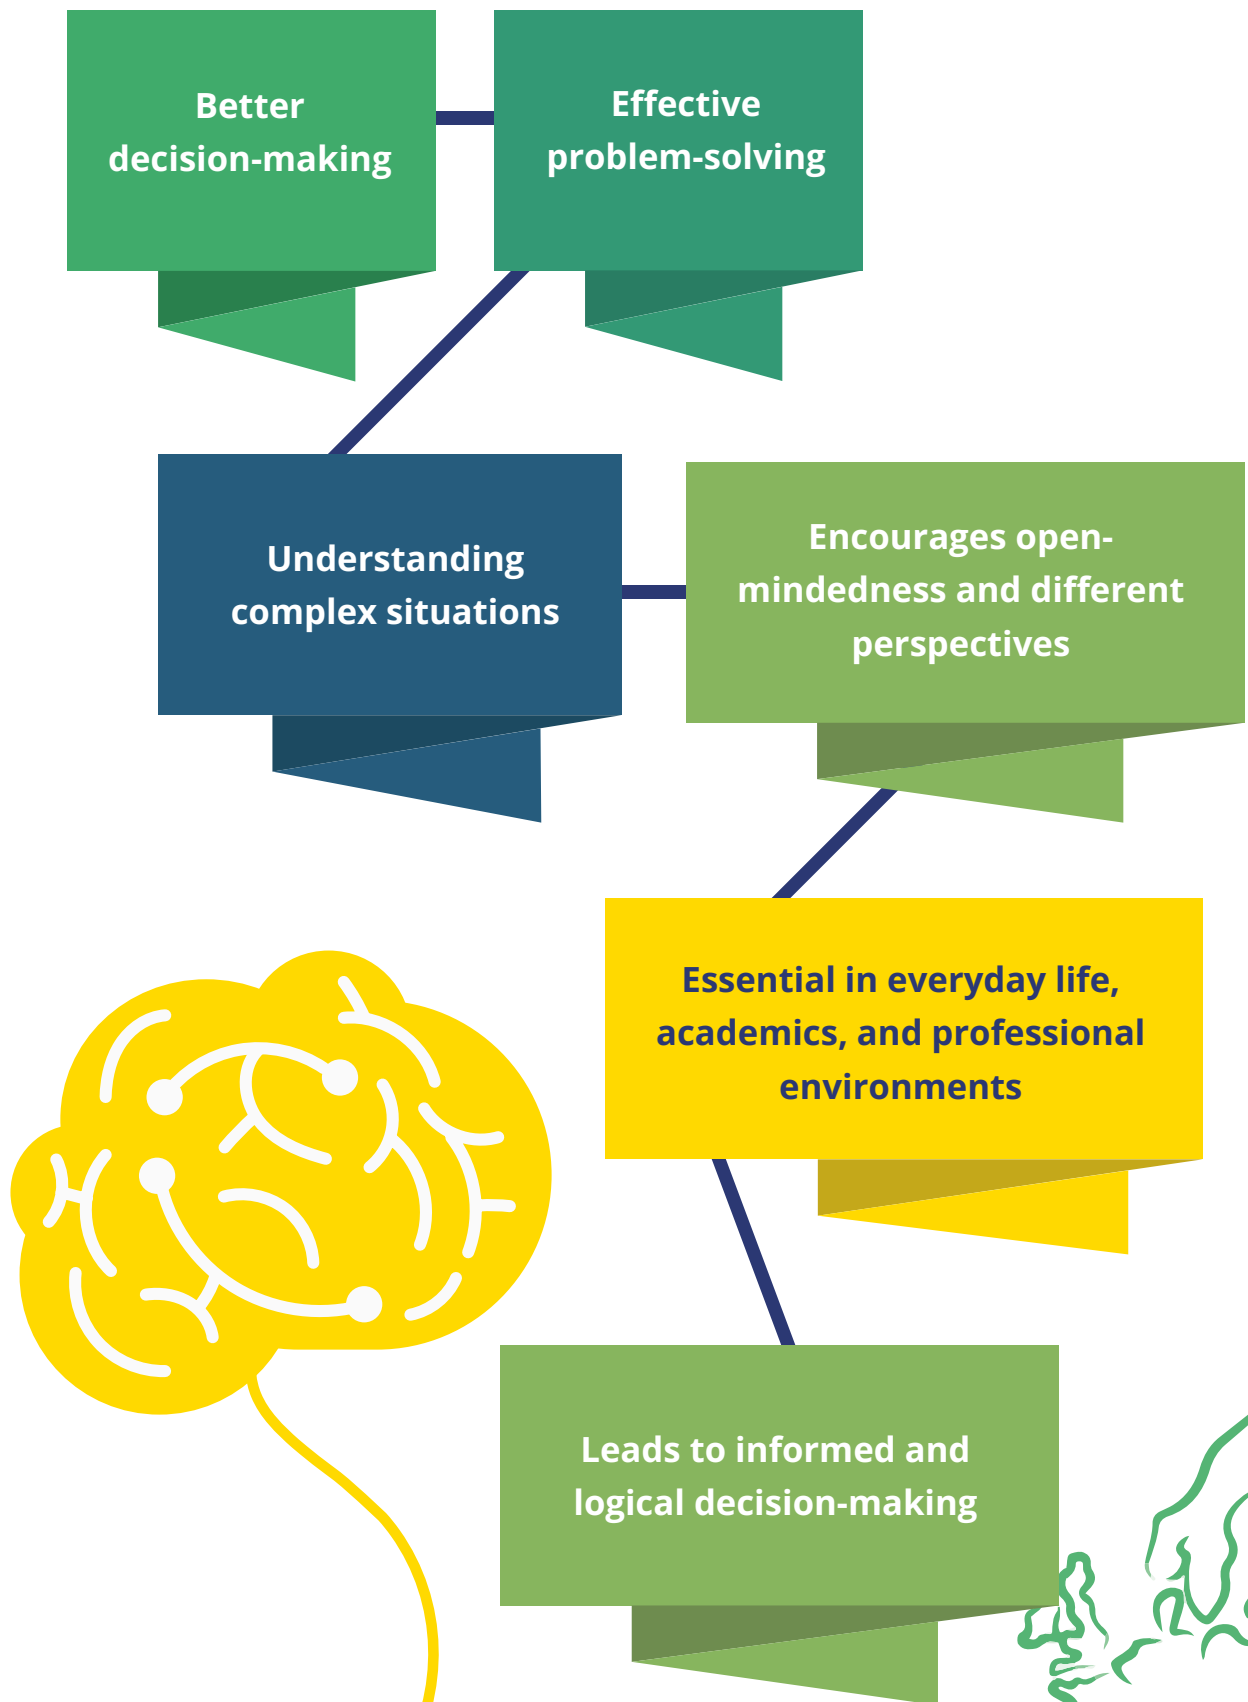 Better
decision-making
Effective
problem-solving
Understanding
complex situations
Encourages open-
mindedness and different
perspectives
Essential in everyday life,
academics, and professional
environments
Leads to informed and
logical decision-making